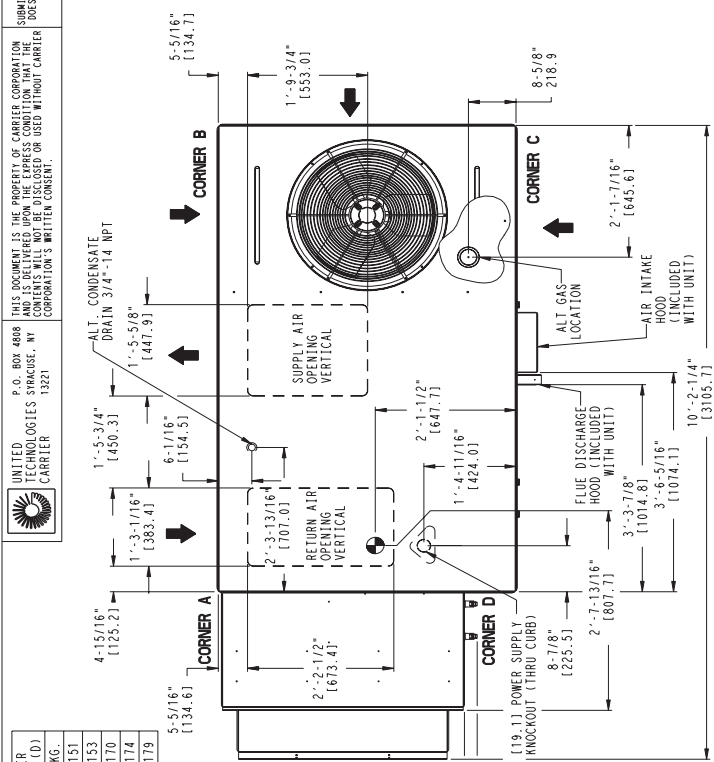 UNITED
TECHNOLOGIES
CARRIER
P.O. BOX 4808
SYRACUSE, NY
13221
THIS DOCUMENT IS THE PROPERTY OF CARRIER CORPORATION
AND IS DELIVERED UPON THE EXPRESS CONDITION THAT THE
CONTENTS WILL NOT BE DISCLOSED OR USED WITHOUT CARRIER
CORPORATION'S WRITTEN CONSENT.
SUBMI
DOES
ER
(D)
KG.
151
153
170
174
179
4-15/16"
[125.2]
1'-3-1/16"
[383.4]
1'-5-3/4"
[450.3]
6-1/16"
[154.5]
ALT. CONDENSATE
DRAIN 3/4"-14 NPT
1'-5-5/8"
[447.9]
5-5/16"
[134.7]
1'-9-3/4"
[553.0]
CORNER A
CORNER B
5-5/16"
[134.6]
2'-2-1/2"
[673.4]
2'-3-13/16"
[707.0]
RETURN AIR
OPENING
VERTICAL
SUPPLY AIR
OPENING
VERTICAL
2'-1-1/2"
[647.7]
1'-4-11/16"
[424.0]
8-5/8"
218.9
CORNER D
CORNER C
[19.1] POWER SUPPLY
KNOCKOUT (THRU CURB)
8-7/8"
[225.5]
2'-7-13/16"
[807.7]
FLUE DISCHARGE
HOOD (INCLUDED
WITH UNIT)
3'-3-7/8"
[1014.8]
3'-6-5/16"
[1074.1]
ALT GAS
LOCATION
AIR INTAKE
HOOD
(INCLUDED
WITH UNIT)
2'-1-7/16"
[645.6]
10'-2-1/4"
[3105.7]